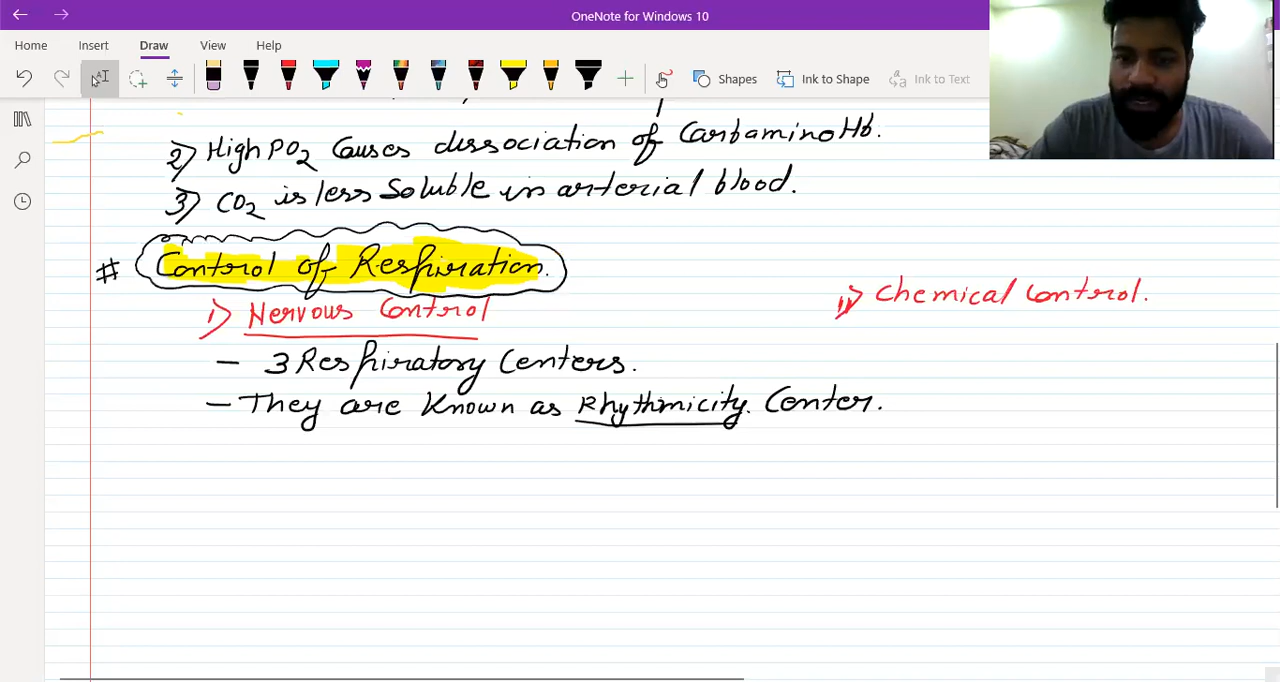 OneNote for Windows 10
Home Insert Draw View Help
Shapes Ink to Shape Ink to Text
2) High PO2 Causes dissociation of CarbaminoHb.
3) CO2 is less Soluble in arterial blood.
# Control of Respiration.
i) Nervous Control
ii) Chemical Control.
– 3 Respiratory Centers.
– They are Known as Rhythmicity Center.